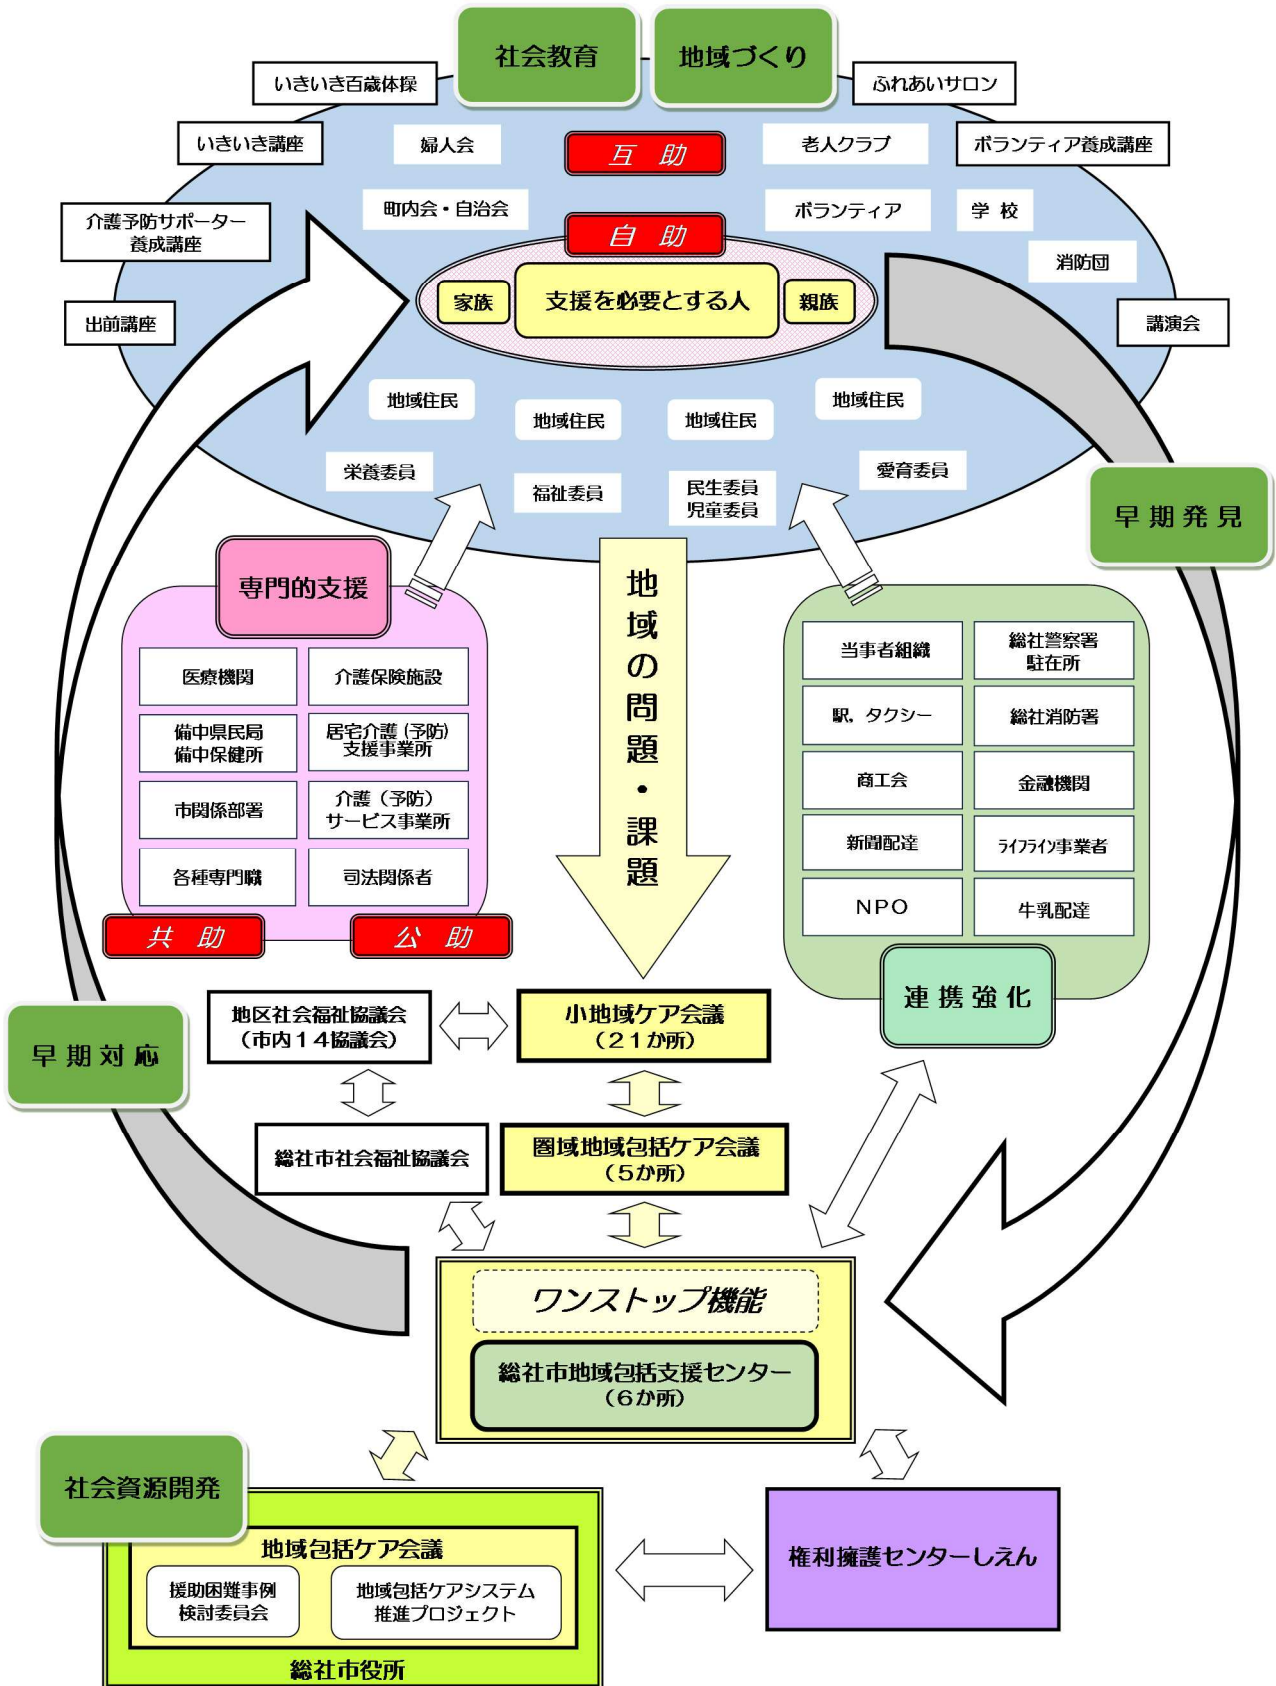 社会教育
地域づくり
いきいき百歳体操
ふれあいサロン
いきいき講座
婦人会
互　助
老人クラブ
ボランティア養成講座
介護予防サポーター
養成講座
町内会・自治会
自　助
ボランティア
学 校
消防団
出前講座
家族
支援を必要とする人
親族
講演会
地域住民
地域住民
地域住民
地域住民
栄養委員
福祉委員
民生委員
児童委員
愛育委員
早 期 発 見
専門的支援
医療機関
介護保険施設
備中県民局
備中保健所
居宅介護（予防）
支援事業所
市関係部署
介護（予防）
サービス事業所
各種専門職
司法関係者
共　助
公　助
地域の問題・課題
当事者組織
総社警察署
駐在所
駅，タクシー
総社消防署
商工会
金融機関
新聞配達
ﾗｲﾌﾗｲﾝ事業者
NPO
牛乳配達
連 携 強 化
早 期 対 応
地区社会福祉協議会
（市内１４協議会）
小地域ケア会議
（２１か所）
総社市社会福祉協議会
圏域地域包括ケア会議
（５か所）
ワンストップ機能
総社市地域包括支援センター
（６か所）
社会資源開発
地域包括ケア会議
援助困難事例
検討委員会
地域包括ケアシステム
推進プロジェクト
総社市役所
権利擁護センターしえん